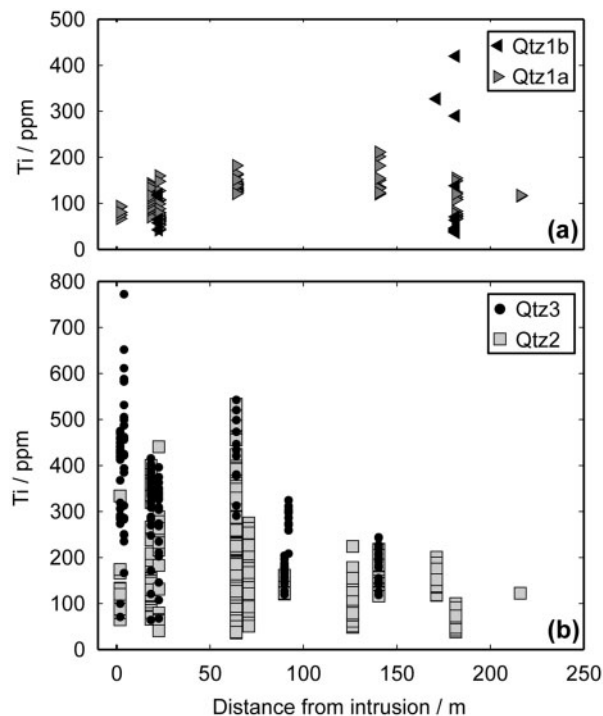 500
Qtz1b
400
Qtz1a
300
Ti / ppm
200
100
0
(a)
800
Qtz3
700
Qtz2
600
500
Ti / ppm
400
300
200
100
0
(b)
0 50 100 150 200 250
Distance from intrusion / m